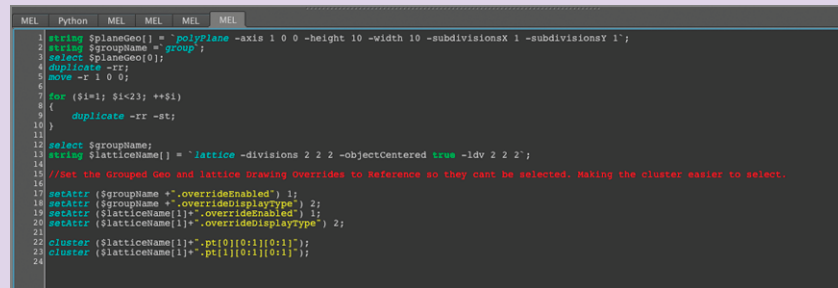 MEL Python MEL MEL MEL MEL
1 string $planeGeo[] = `polyPlane -axis 1 0 0 -height 10 -width 10 -subdivisionsX 1 -subdivisionsY 1`;
2 string $groupName =`group`;
3 select $planeGeo[0];
4 duplicate -rr;
5 move -r 1 0 0;
6
7 for ($i=1; $i<23; ++$i)
8 {
9 duplicate -rr -st;
10 }
11
12 select $groupName;
13 string $latticeName[] = `lattice -divisions 2 2 2 -objectCentered true -ldv 2 2 2`;
14
15 //Set the Grouped Geo and lattice Drawing Overrides to Reference so they cant be selected. Making the cluster easier to select.
16
17 setAttr ($groupName +".overrideEnabled") 1;
18 setAttr ($groupName +".overrideDisplayType") 2;
19 setAttr ($latticeName[1]+".overrideEnabled") 1;
20 setAttr ($latticeName[1]+".overrideDisplayType") 2;
21
22 cluster ($latticeName[1]+".pt[0][0:1][0:1]");
23 cluster ($latticeName[1]+".pt[1][0:1][0:1]");
24